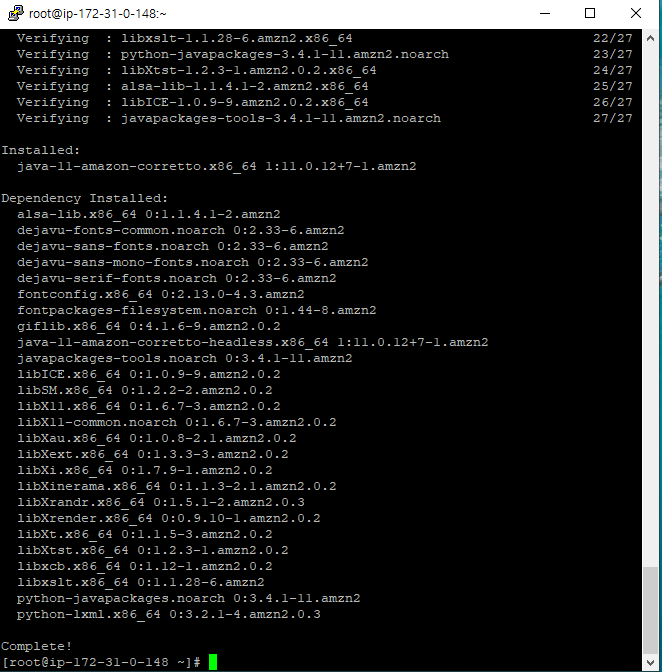 root@ip-172-31-0-148:~
Verifying : libxslt-1.1.28-6.amzn2.x86_64 22/27
Verifying : python-javapackages-3.4.1-11.amzn2.noarch 23/27
Verifying : libXtst-1.2.3-1.amzn2.0.2.x86_64 24/27
Verifying : alsa-lib-1.1.4.1-2.amzn2.x86_64 25/27
Verifying : libICE-1.0.9-9.amzn2.0.2.x86_64 26/27
Verifying : javapackages-tools-3.4.1-11.amzn2.noarch 27/27
Installed:
java-11-amazon-corretto.x86_64 1:11.0.12+7-1.amzn2
Dependency Installed:
alsa-lib.x86_64 0:1.1.4.1-2.amzn2
dejavu-fonts-common.noarch 0:2.33-6.amzn2
dejavu-sans-fonts.noarch 0:2.33-6.amzn2
dejavu-sans-mono-fonts.noarch 0:2.33-6.amzn2
dejavu-serif-fonts.noarch 0:2.33-6.amzn2
fontconfig.x86_64 0:2.13.0-4.3.amzn2
fontpackages-filesystem.noarch 0:1.44-8.amzn2
giflib.x86_64 0:4.1.6-9.amzn2.0.2
java-11-amazon-corretto-headless.x86_64 1:11.0.12+7-1.amzn2
javapackages-tools.noarch 0:3.4.1-11.amzn2
libICE.x86_64 0:1.0.9-9.amzn2.0.2
libSM.x86_64 0:1.2.2-2.amzn2.0.2
libX11.x86_64 0:1.6.7-3.amzn2.0.2
libX11-common.noarch 0:1.6.7-3.amzn2.0.2
libXau.x86_64 0:1.0.8-2.1.amzn2.0.2
libXext.x86_64 0:1.3.3-3.amzn2.0.2
libXi.x86_64 0:1.7.9-1.amzn2.0.2
libXinerama.x86_64 0:1.1.3-2.1.amzn2.0.2
libXrandr.x86_64 0:1.5.1-2.amzn2.0.3
libXrender.x86_64 0:0.9.10-1.amzn2.0.2
libXt.x86_64 0:1.1.5-3.amzn2.0.2
libXtst.x86_64 0:1.2.3-1.amzn2.0.2
libxcb.x86_64 0:1.12-1.amzn2.0.2
libxslt.x86_64 0:1.1.28-6.amzn2
python-javapackages.noarch 0:3.4.1-11.amzn2
python-lxml.x86_64 0:3.2.1-4.amzn2.0.3
Complete!
[root@ip-172-31-0-148 ~]#